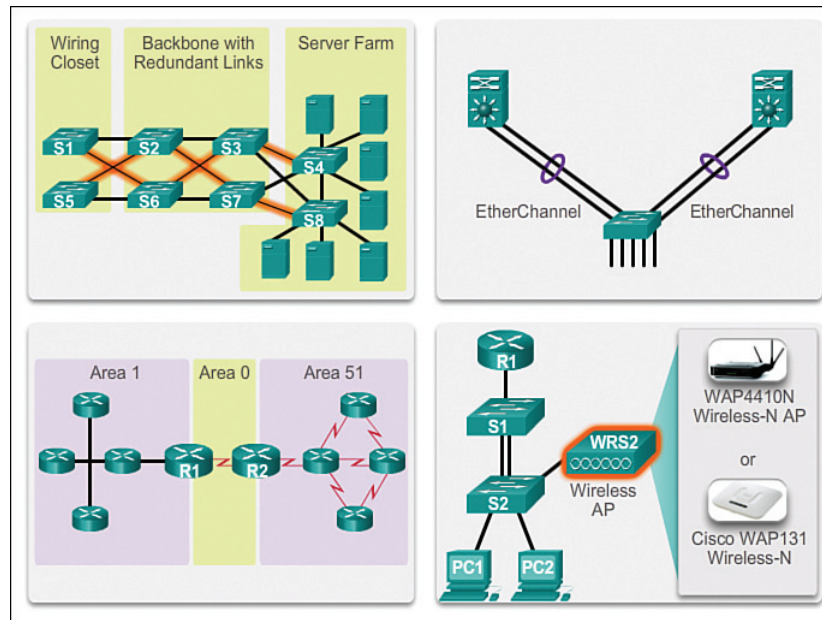 Wiring
Closet
Backbone with
Redundant Links
Server Farm
S1
S2
S3
S4
S5
S6
S7
S8
EtherChannel
EtherChannel
Area 1
Area 0
Area 51
R1
R2
R1
S1
WRS2
S2
Wireless
AP
PC1
PC2
WAP4410N
Wireless-N AP
or
Cisco WAP131
Wireless-N